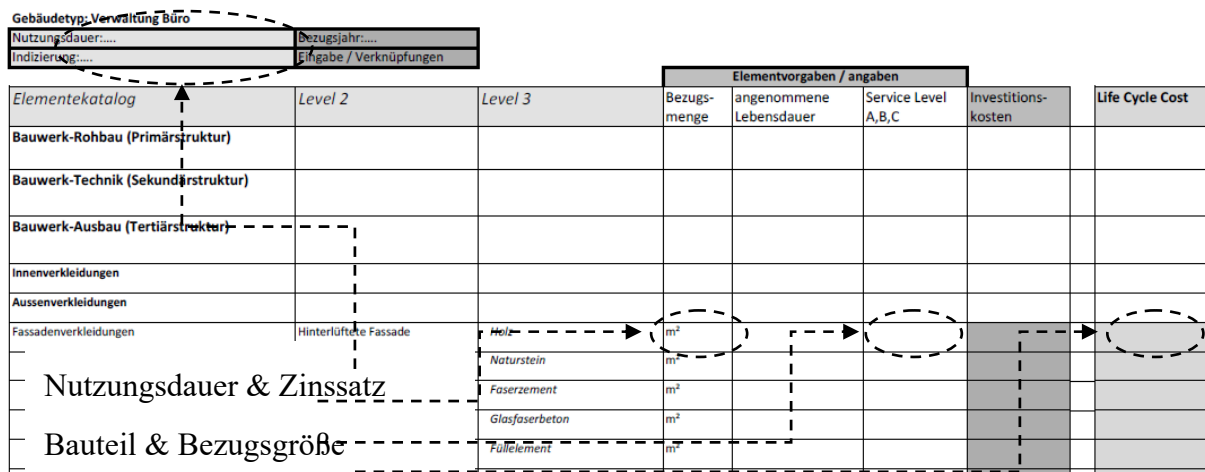 Gebäudetyp: Verwaltung Büro
Nutzungsdauer:.... Bezugsjahr:....
Indizierung:.... Eingabe / Verknüpfungen
Elementvorgaben / angaben
Elementekatalog Level 2 Level 3 Bezugs- angenommene Service Level Investitions- Life Cycle Cost
menge Lebensdauer A,B,C kosten
Bauwerk-Rohbau (Primärstruktur)
Bauwerk-Technik (Sekundärstruktur)
Bauwerk-Ausbau (Tertiärstruktur)
Innenverkleidungen
Aussenverkleidungen
Fassadenverkleidungen Hinterlüftete Fassade Holz m²
Naturstein m²
Nutzungsdauer & Zinssatz
Faserzement m²
Glasfaserbeton m²
Bauteil & Bezugsgröße
Füllelement m²